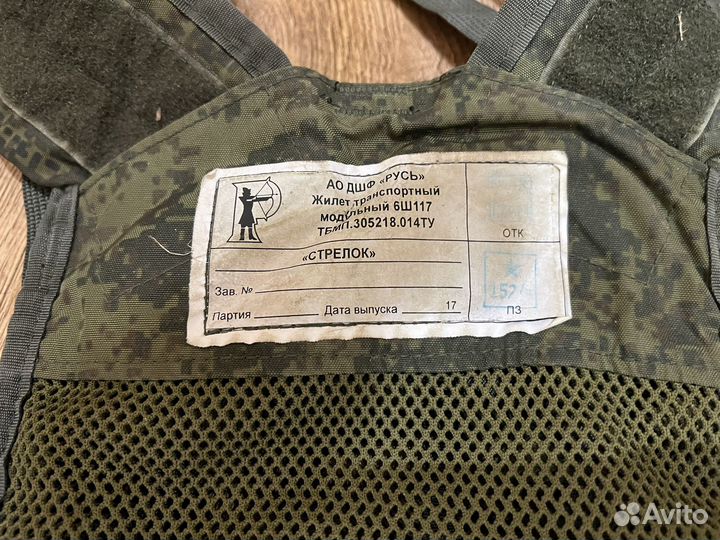 АО ДШФ «РУСЬ»
Жилет транспортный
модульный 6Ш117
ТБМП.305218.014ТУ
«СТРЕЛОК»
Зав. №
Партия Дата выпуска 17
ОТК
ПЗ
Avito